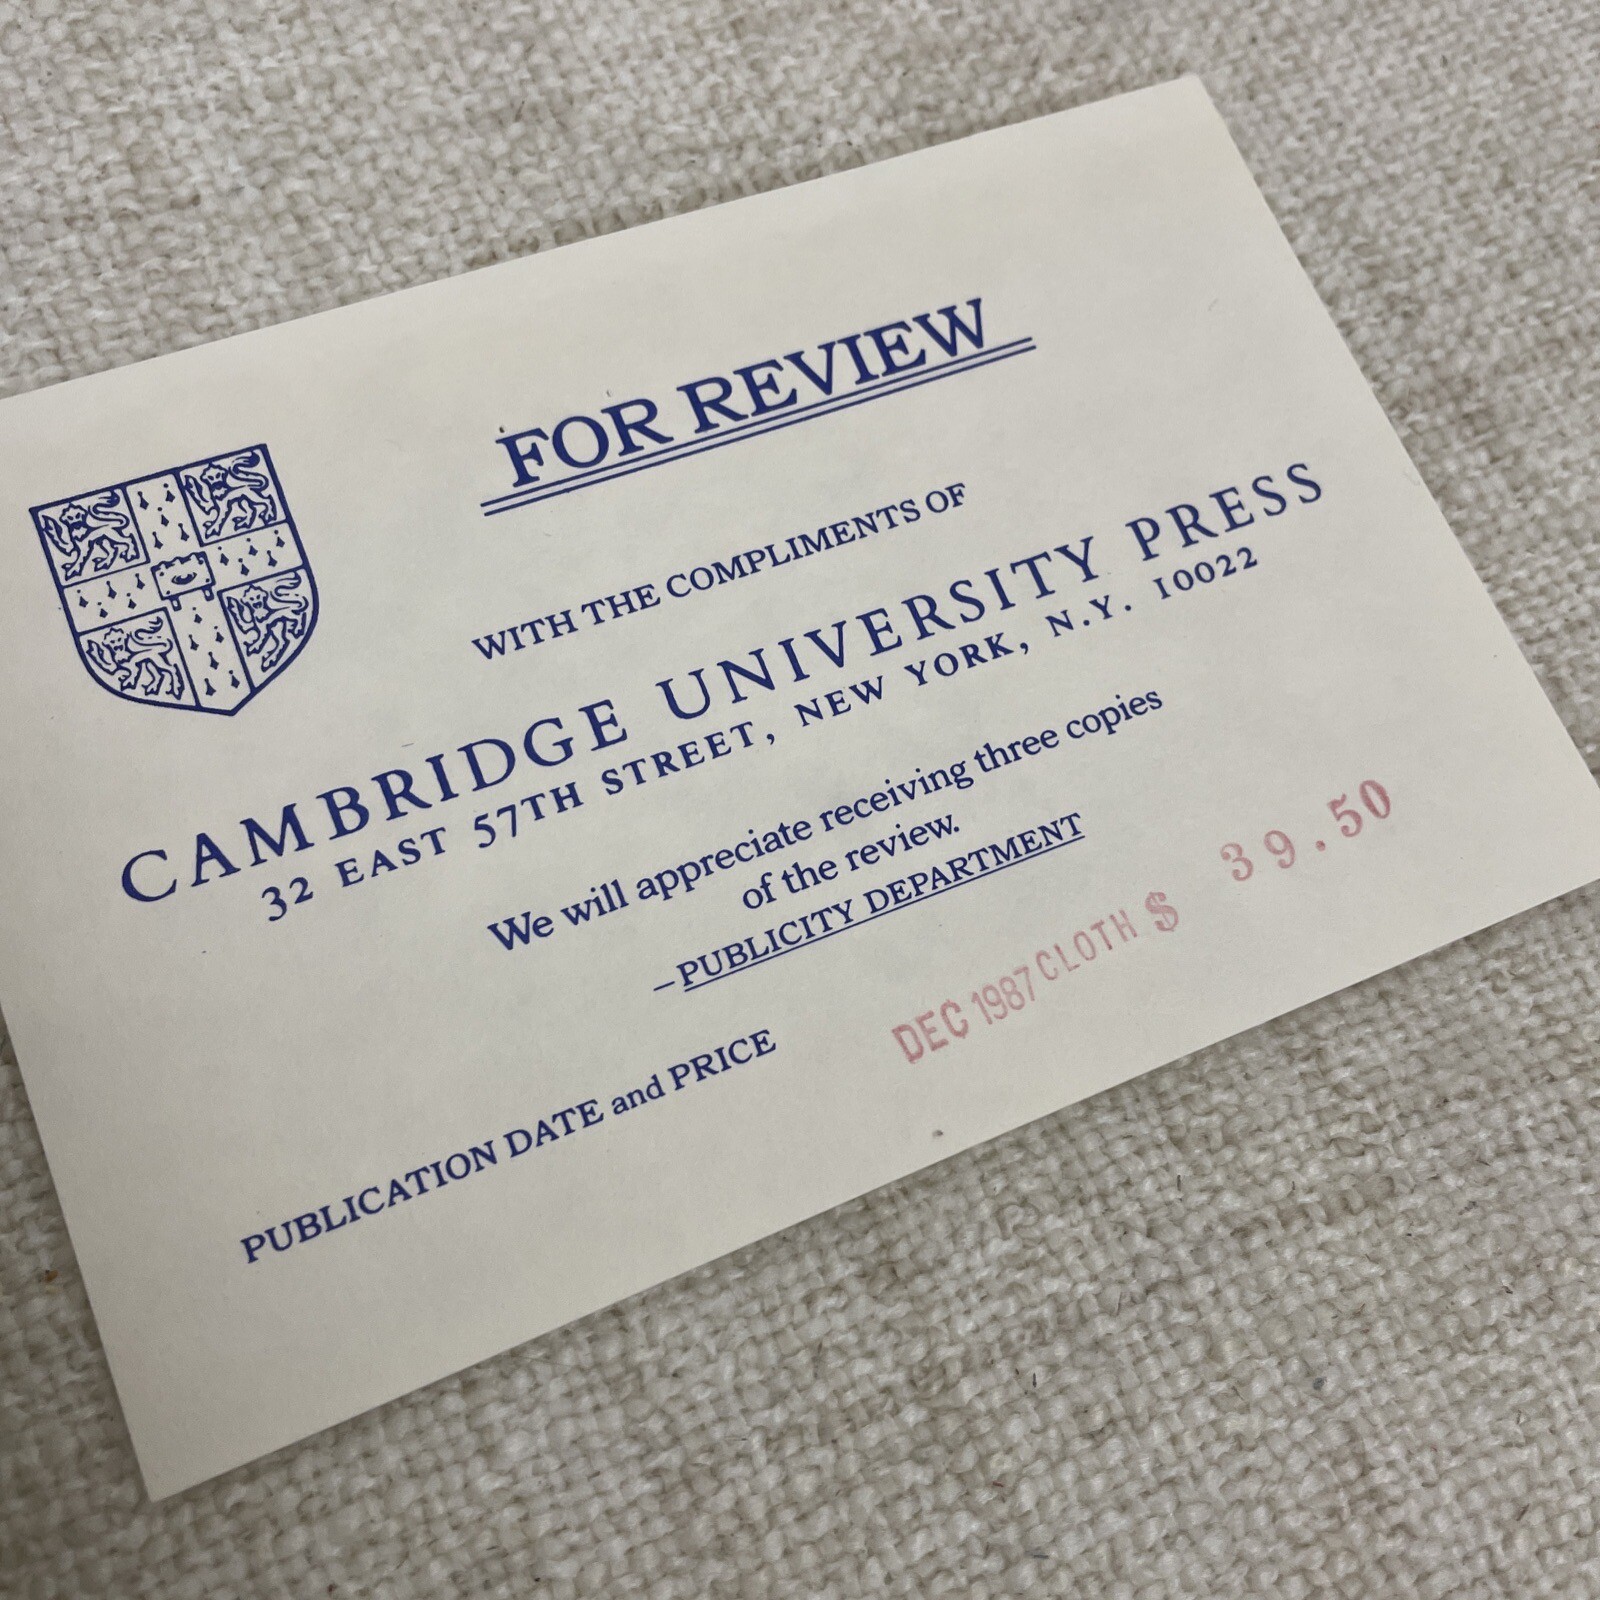 FOR REVIEW
WITH THE COMPLIMENTS OF
CAMBRIDGE UNIVERSITY PRESS
32 EAST 57TH STREET, NEW YORK, N.Y. 10022
We will appreciate receiving three copies
of the review.
–PUBLICITY DEPARTMENT
PUBLICATION DATE and PRICE DEC 1987 CLOTH $ 39.50